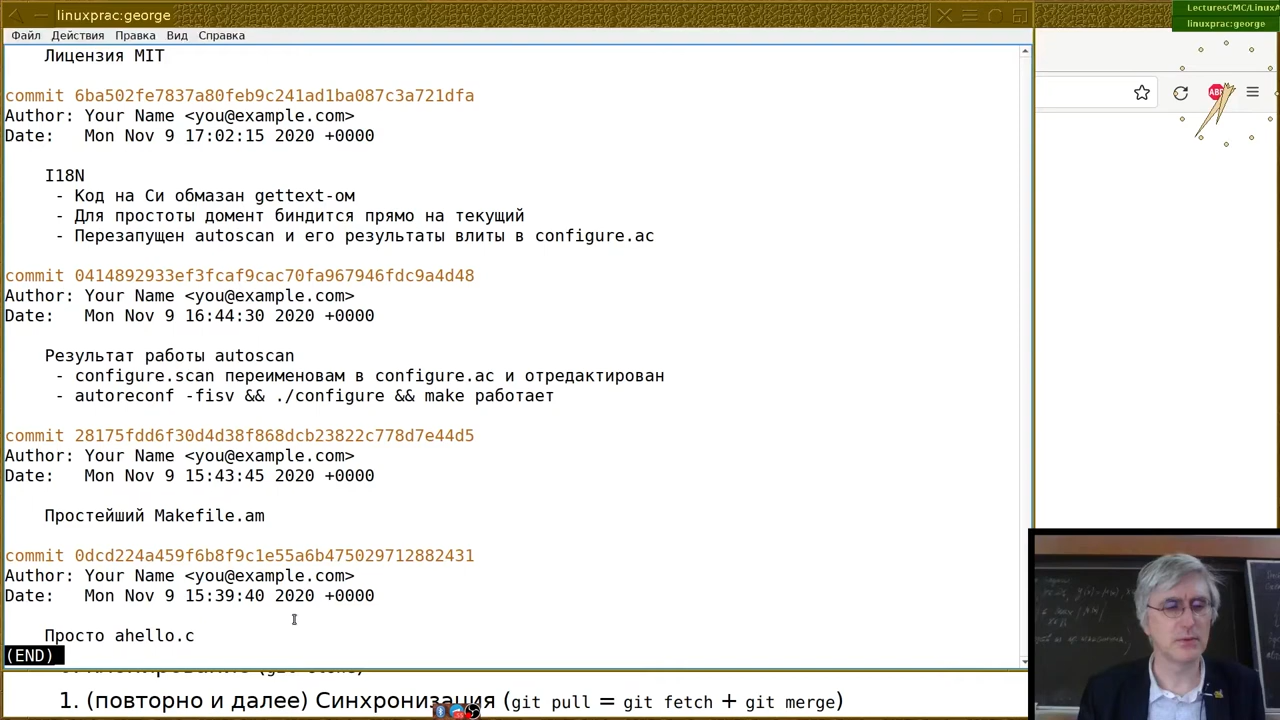 linuxprac:george
LecturesCMC/LinuxA
linuxprac:george
Файл Действия Правка Вид Справка
Лицензия MIT
commit 6ba502fe7837a80feb9c241ad1ba087c3a721dfa
Author: Your Name <you@example.com>
Date: Mon Nov 9 17:02:15 2020 +0000
I18N
- Код на Си обмазан gettext-ом
- Для простоты домент биндится прямо на текущий
- Перезапущен autoscan и его результаты влиты в configure.ac
commit 0414892933ef3fcaf9cac70fa967946fdc9a4d48
Author: Your Name <you@example.com>
Date: Mon Nov 9 16:44:30 2020 +0000
Результат работы autoscan
- configure.scan переименовам в configure.ac и отредактирован
- autoreconf -fisv && ./configure && make работает
commit 28175fdd6f30d4d38f868dcb23822c778d7e44d5
Author: Your Name <you@example.com>
Date: Mon Nov 9 15:43:45 2020 +0000
Простейший Makefile.am
commit 0dcd224a459f6b8f9c1e55a6b475029712882431
Author: Your Name <you@example.com>
Date: Mon Nov 9 15:39:40 2020 +0000
Просто ahello.c
(END)
1. (повторно и далее) Синхронизация (git pull = git fetch + git merge)
ABP